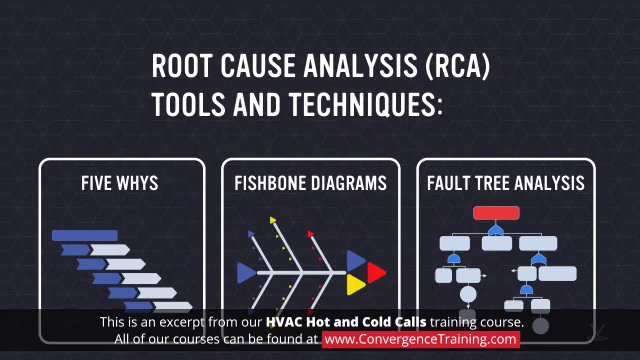 ROOT CAUSE ANALYSIS (RCA)
TOOLS AND TECHNIQUES:
FIVE WHYS
FISHBONE DIAGRAMS
FAULT TREE ANALYSIS
This is an excerpt from our HVAC Hot and Cold Calls training course.
All of our courses can be found at www.ConvergenceTraining.com